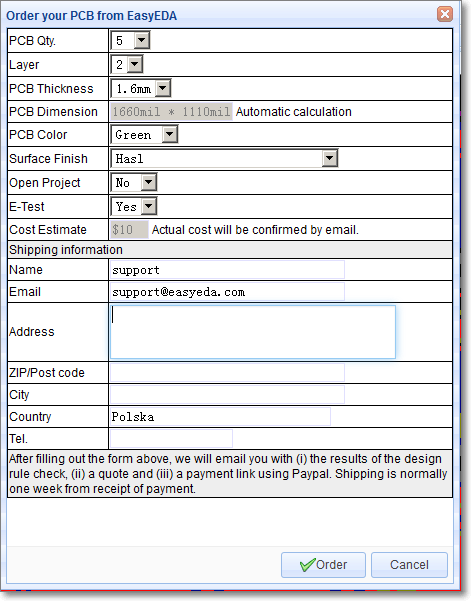 Order your PCB from EasyEDA
PCB Qty. 5
Layer 2
PCB Thickness 1.6mm
PCB Dimension 1660mil * 1110mil Automatic calculation
PCB Color Green
Surface Finish Hasl
Open Project No
E-Test Yes
Cost Estimate $10 Actual cost will be confirmed by email.
Shipping information
Name support
Email support@easyeda.com
Address
ZIP/Post code
City
Country Polska
Tel.
After filling out the form above, we will email you with (i) the results of the design
rule check, (ii) a quote and (iii) a payment link using Paypal. Shipping is normally
one week from receipt of payment.
Order Cancel